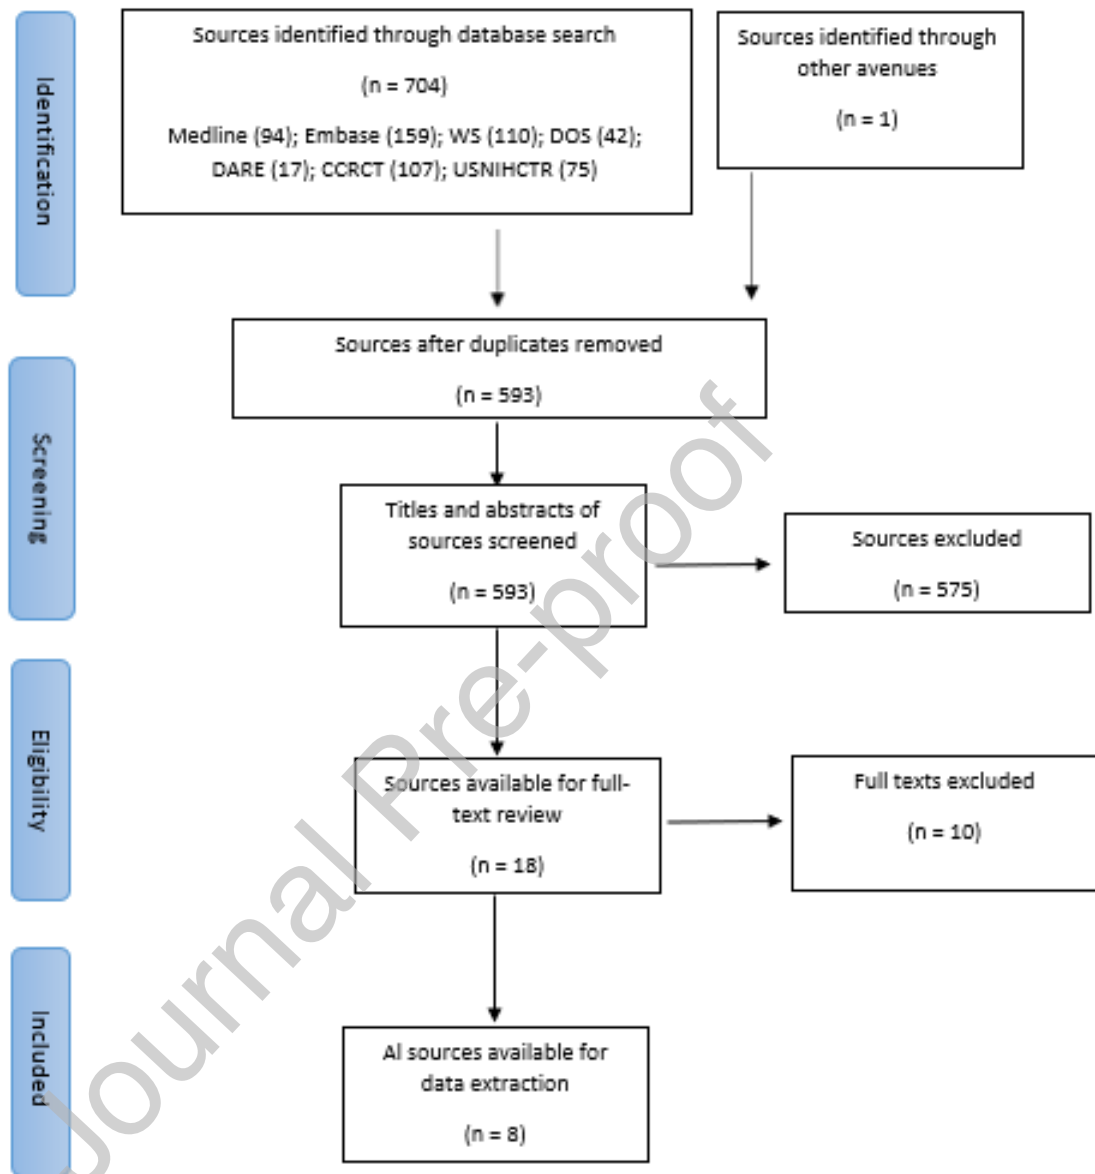 Identification
Sources identified through database search
(n = 704)
Medline (94); Embase (159); WS (110); DOS (42);
DARE (17); CCRCT (107); USNIHCTR (75)
Sources identified through
other avenues
(n = 1)
Sources after duplicates removed
(n = 593)
Screening
Titles and abstracts of
sources screened
(n = 593)
Sources excluded
(n = 575)
Eligibility
Sources available for full-
text review
(n = 18)
Full texts excluded
(n = 10)
Included
Al sources available for
data extraction
(n = 8)
Journal Pre-proof